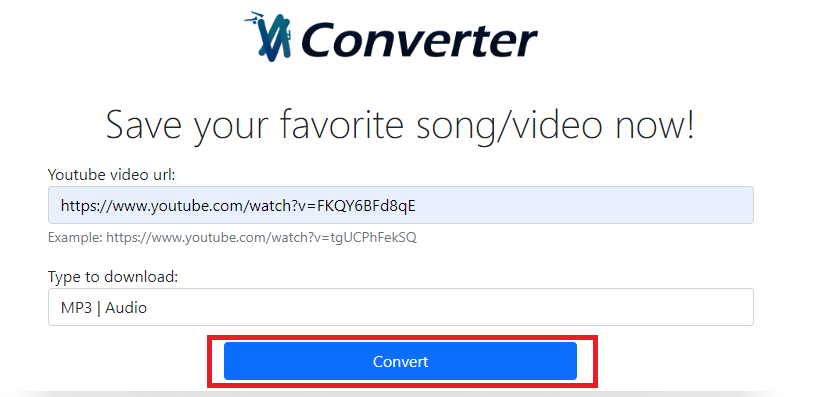 Converter
Save your favorite song/video now!
Youtube video url:
https://www.youtube.com/watch?v=FKQY6BFd8qE
Example: https://www.youtube.com/watch?v=tgUCPhFekSQ
Type to download:
MP3 | Audio
Convert